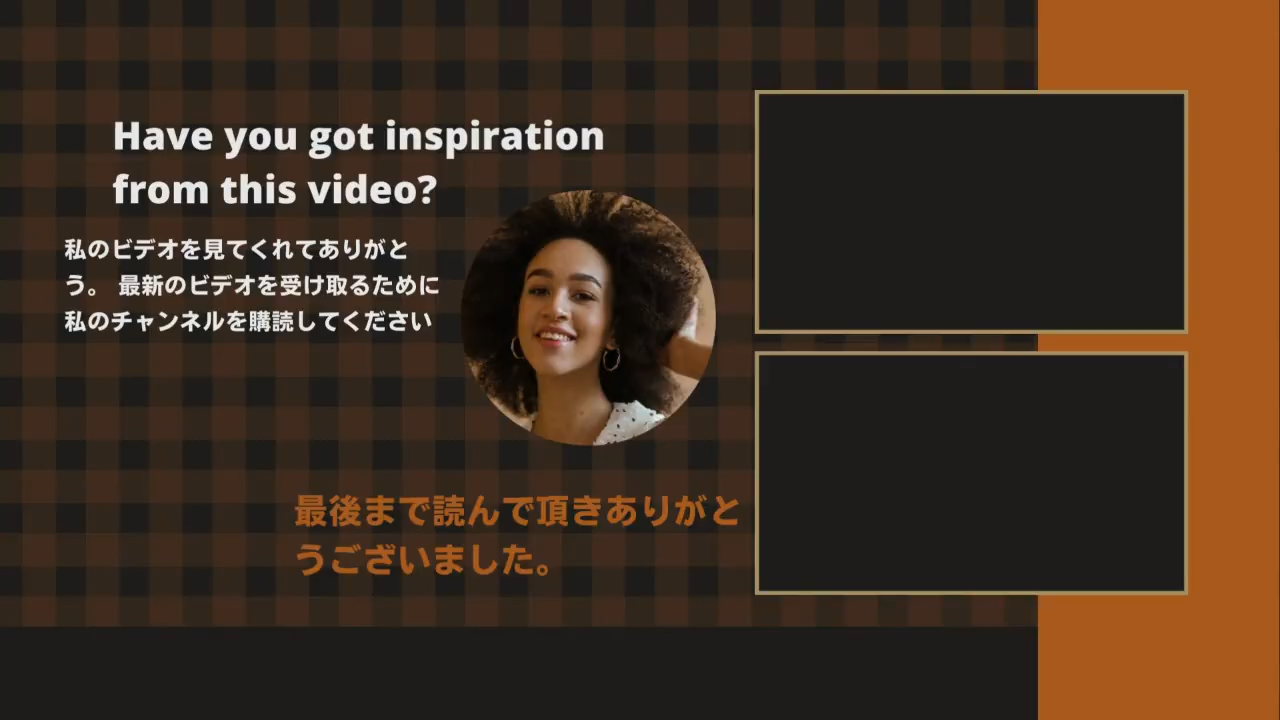 Have you got inspiration
from this video?
私のビデオを見てくれてありがと
う。 最新のビデオを受け取るために
私のチャンネルを購読してください
最後まで読んで頂きありがと
うございました。